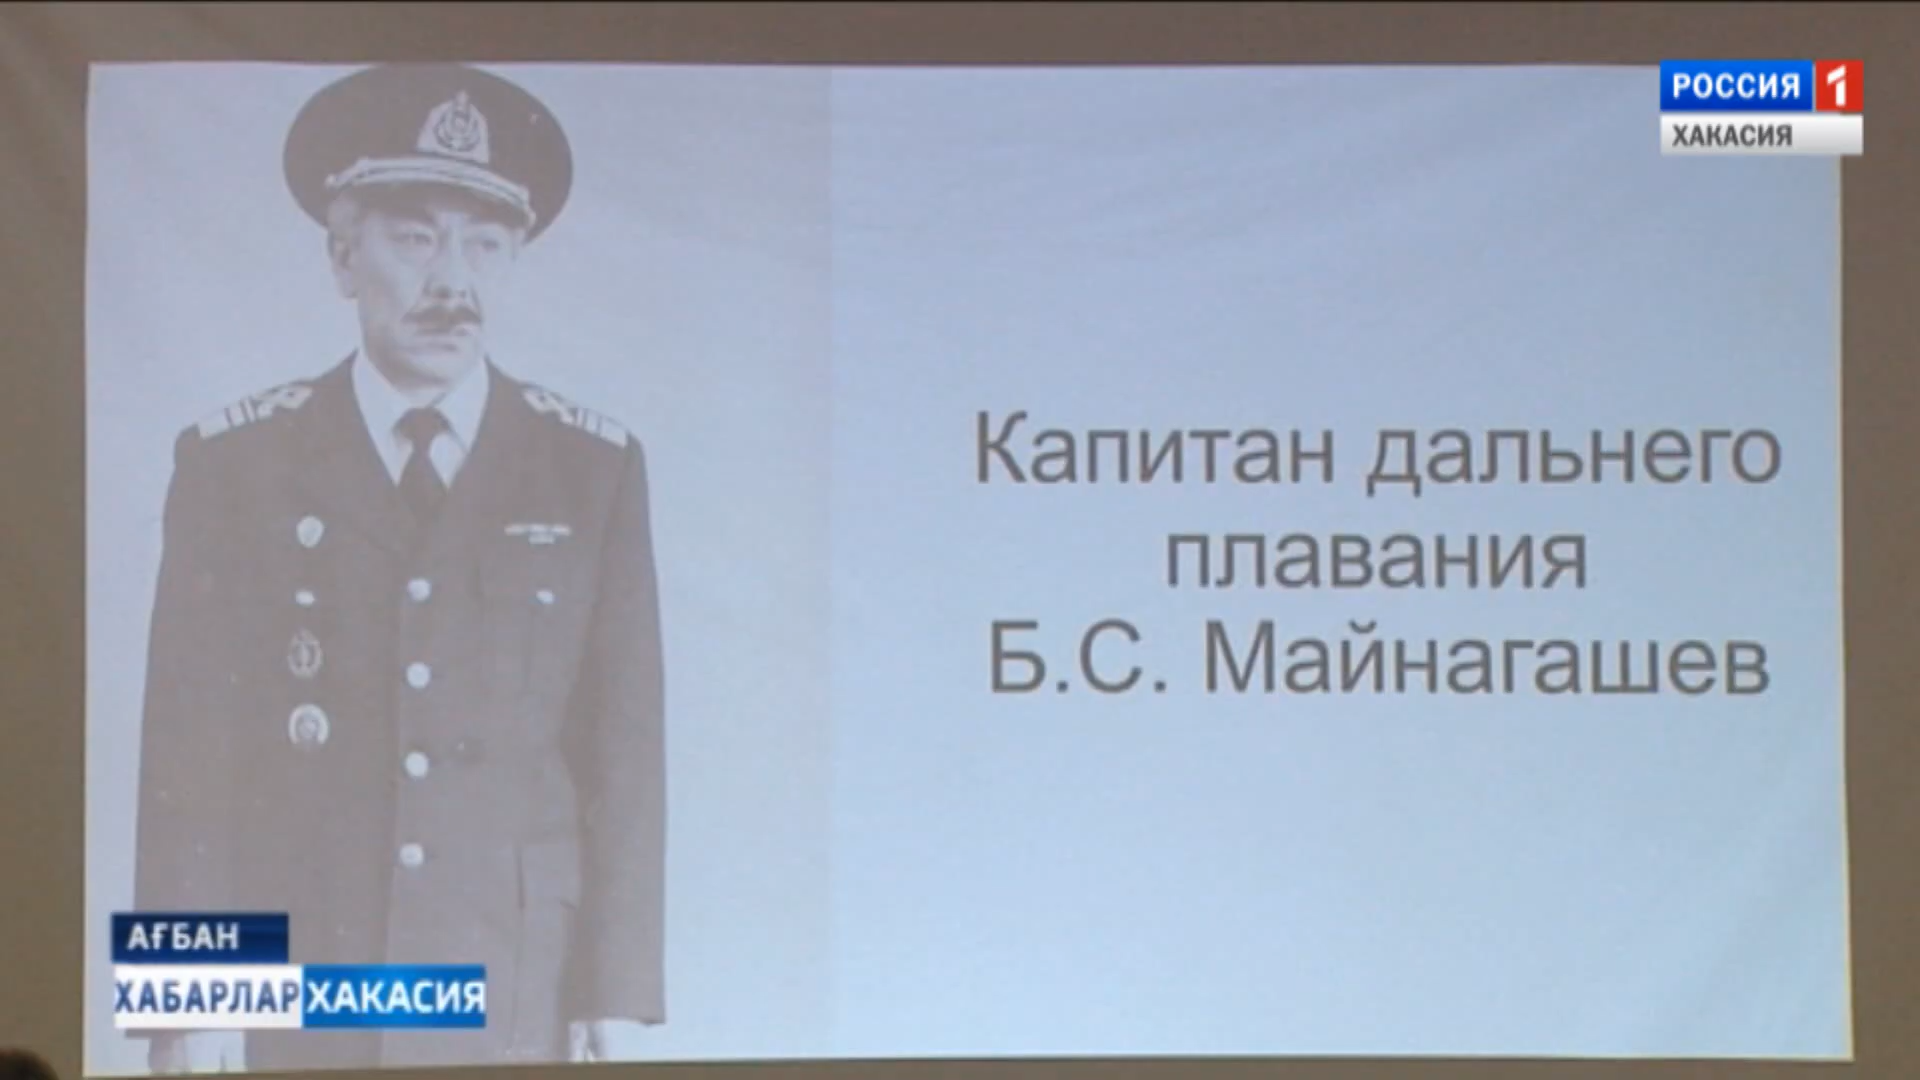 РОССИЯ 1
ХАКАСИЯ
Капитан дальнего
плавания
Б.С. Майнагашев
АҒБАН
ХАБАРЛАР ХАКАСИЯ